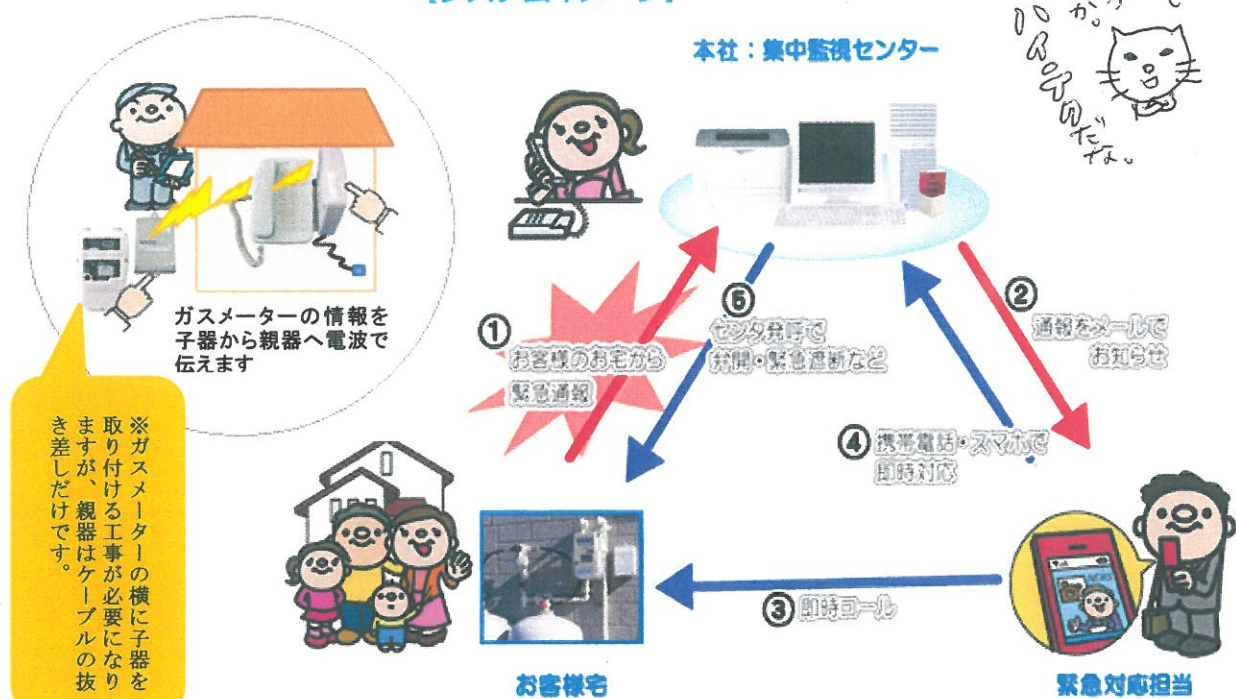 本社：集中監視センター
ハイテクだな。
ガスメーターの情報を
子器から親器へ電波で
伝えます
①
お客様のお宅から
緊急通報
⑤
センタ発呼で
弁開・緊急遮断など
②
通報をメールで
お知らせ
④ 携帯電話・スマホで
即時対応
③ 即時コール
※ガスメーターの横に子器を
取り付ける工事が必要になり
ますが、親器はケーブルの抜
き差しだけです。
お客様宅
緊急対応担当